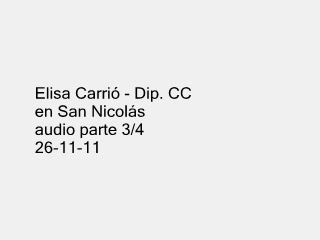 Elisa Carrió - Dip. CC
en San Nicolás
audio parte 3/4
26-11-11